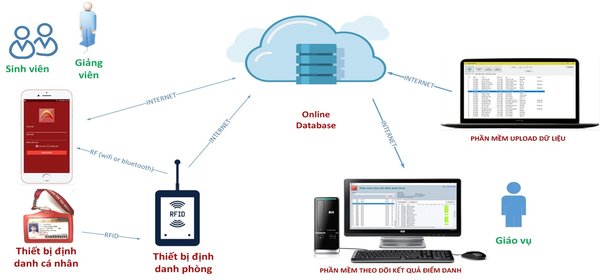 Sinh viên
Giảng
viên
INTERNET
INTERNET
INTERNET
INTERNET
Online
Database
PHẦN MỀM UPLOAD DỮ LIỆU
RF (wifi or bluetooth)
RFID
RFID
Thiết bị định
danh cá nhân
Thiết bị định
danh phòng
PHẦN MỀM THEO DÕI KẾT QUẢ ĐIỂM DANH
Giáo vụ